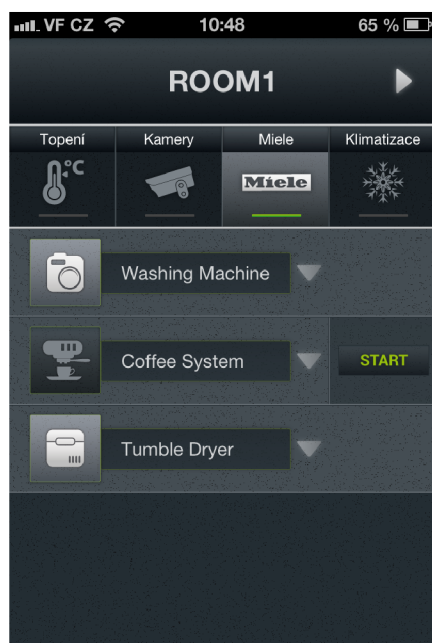 VF CZ 10:48 65 %
ROOM1
Topení Kamery Miele Klimatizace
°C Miele
Washing Machine
Coffee System START
Tumble Dryer